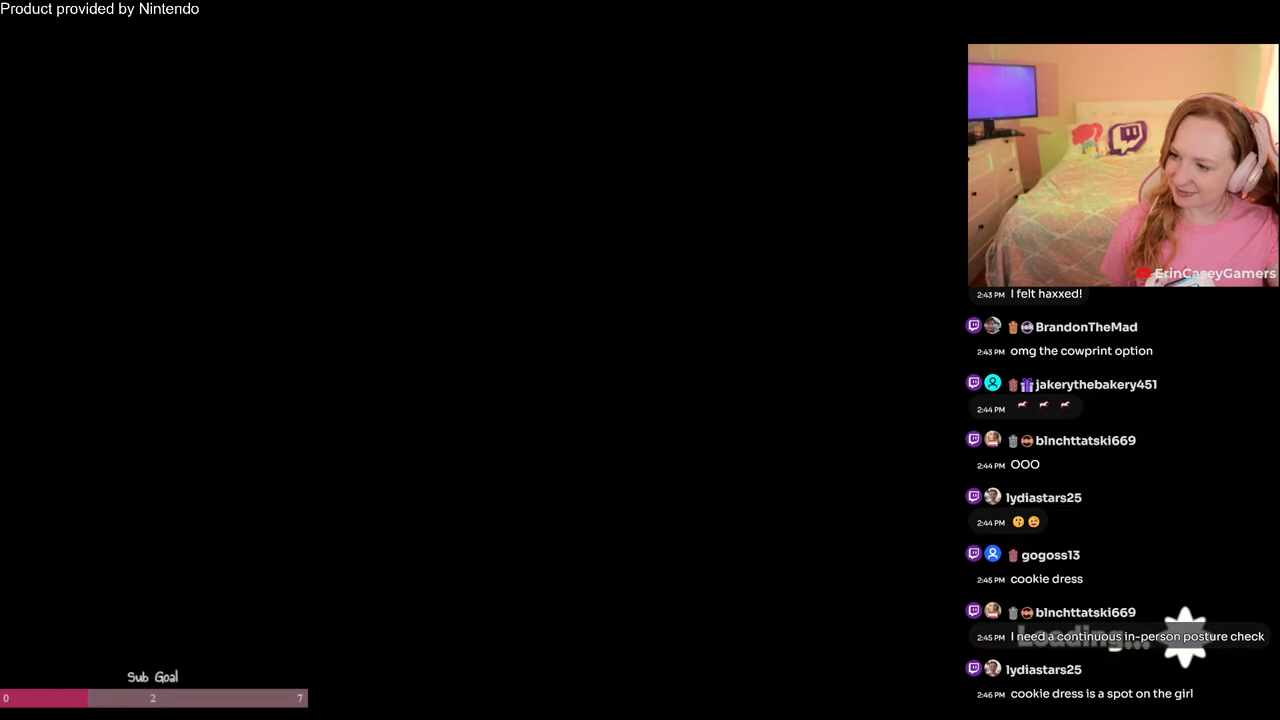 Product provided by Nintendo
ErinCaseyGamers
2:43 PM I felt haxxed!
BrandonTheMad
2:43 PM omg the cowprint option
jakerythebakery451
2:44 PM
blnchttatski669
2:44 PM OOO
lydiastars25
2:44 PM
gogoss13
2:45 PM cookie dress
blnchttatski669
2:45 PM I need a continuous in-person posture check
Loading...
lydiastars25
2:46 PM cookie dress is a spot on the girl
Sub Goal
0 2 7